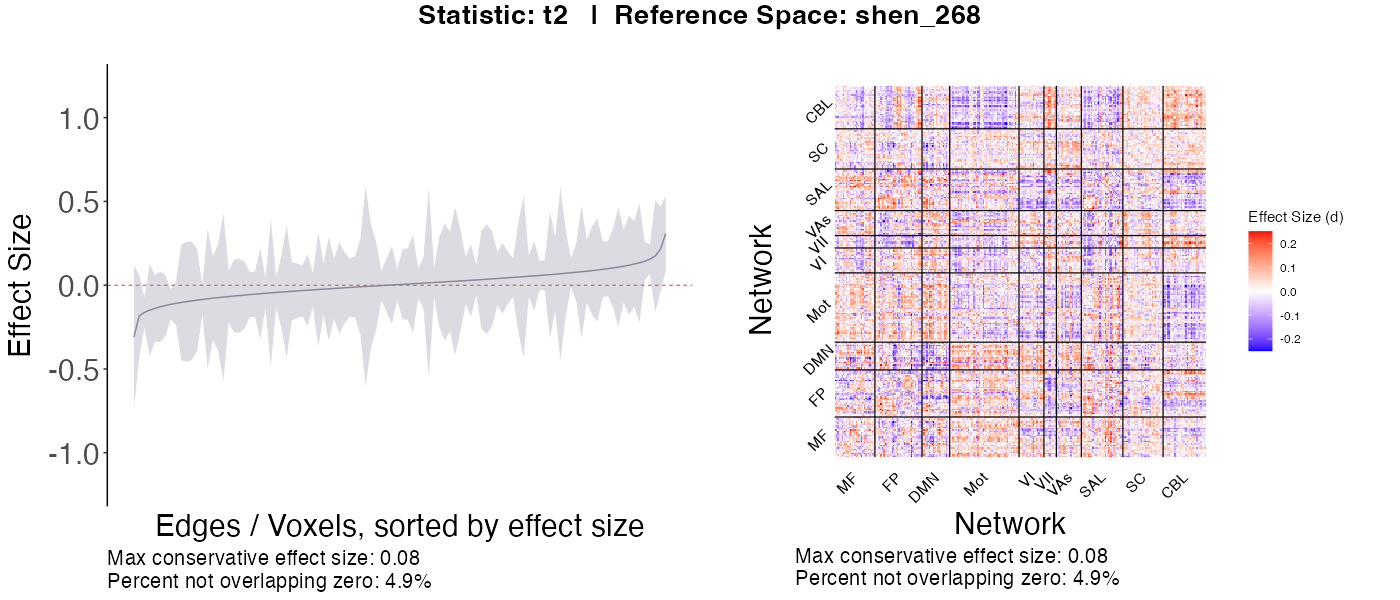 Statistic: t2 | Reference Space: shen_268
Effect Size
1.0
0.5
0.0
-0.5
-1.0
Edges / Voxels, sorted by effect size
Max conservative effect size: 0.08
Percent not overlapping zero: 4.9%
Network
CBL
SC
SAL
VAs
VII
VI
Mot
DMN
FP
MF
MF
FP
DMN
Mot
VI
VII
VAs
SAL
SC
CBL
Network
Max conservative effect size: 0.08
Percent not overlapping zero: 4.9%
Effect Size (d)
0.2
0.1
0.0
-0.1
-0.2